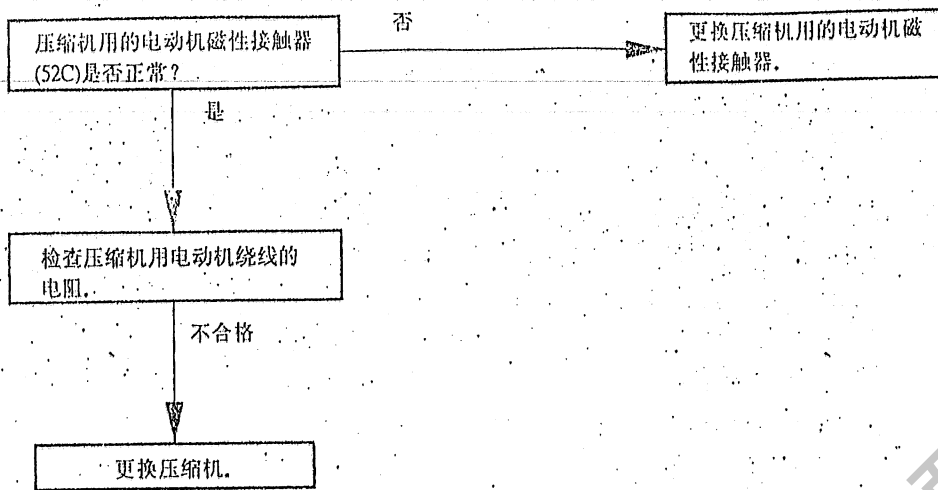 压缩机用的电动机磁性接触器
(52C)是否正常？
否
更换压缩机用的电动机磁
性接触器.
是
检查压缩机用电动机绕线的
电阻.
不合格
更换压缩机.